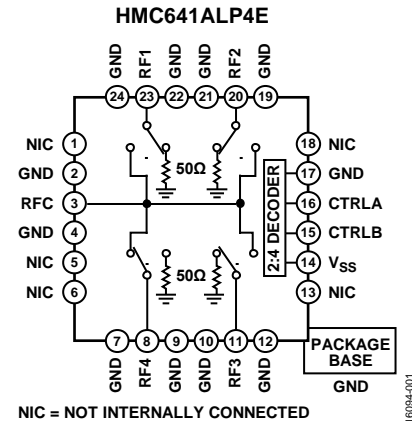 HMC641ALP4E
GND RF1 GND GND RF2 GND
24 23 22 21 20 19
NIC 1
GND 2
RFC 3
GND 4
NIC 5
NIC 6
50Ω
50Ω
2:4 DECODER
18 NIC
17 GND
16 CTRLA
15 CTRLB
14 VSS
13 NIC
7 8 9 10 11 12
GND RF4 GND GND RF3 GND
PACKAGE
BASE
GND
NIC = NOT INTERNALLY CONNECTED
16094-001